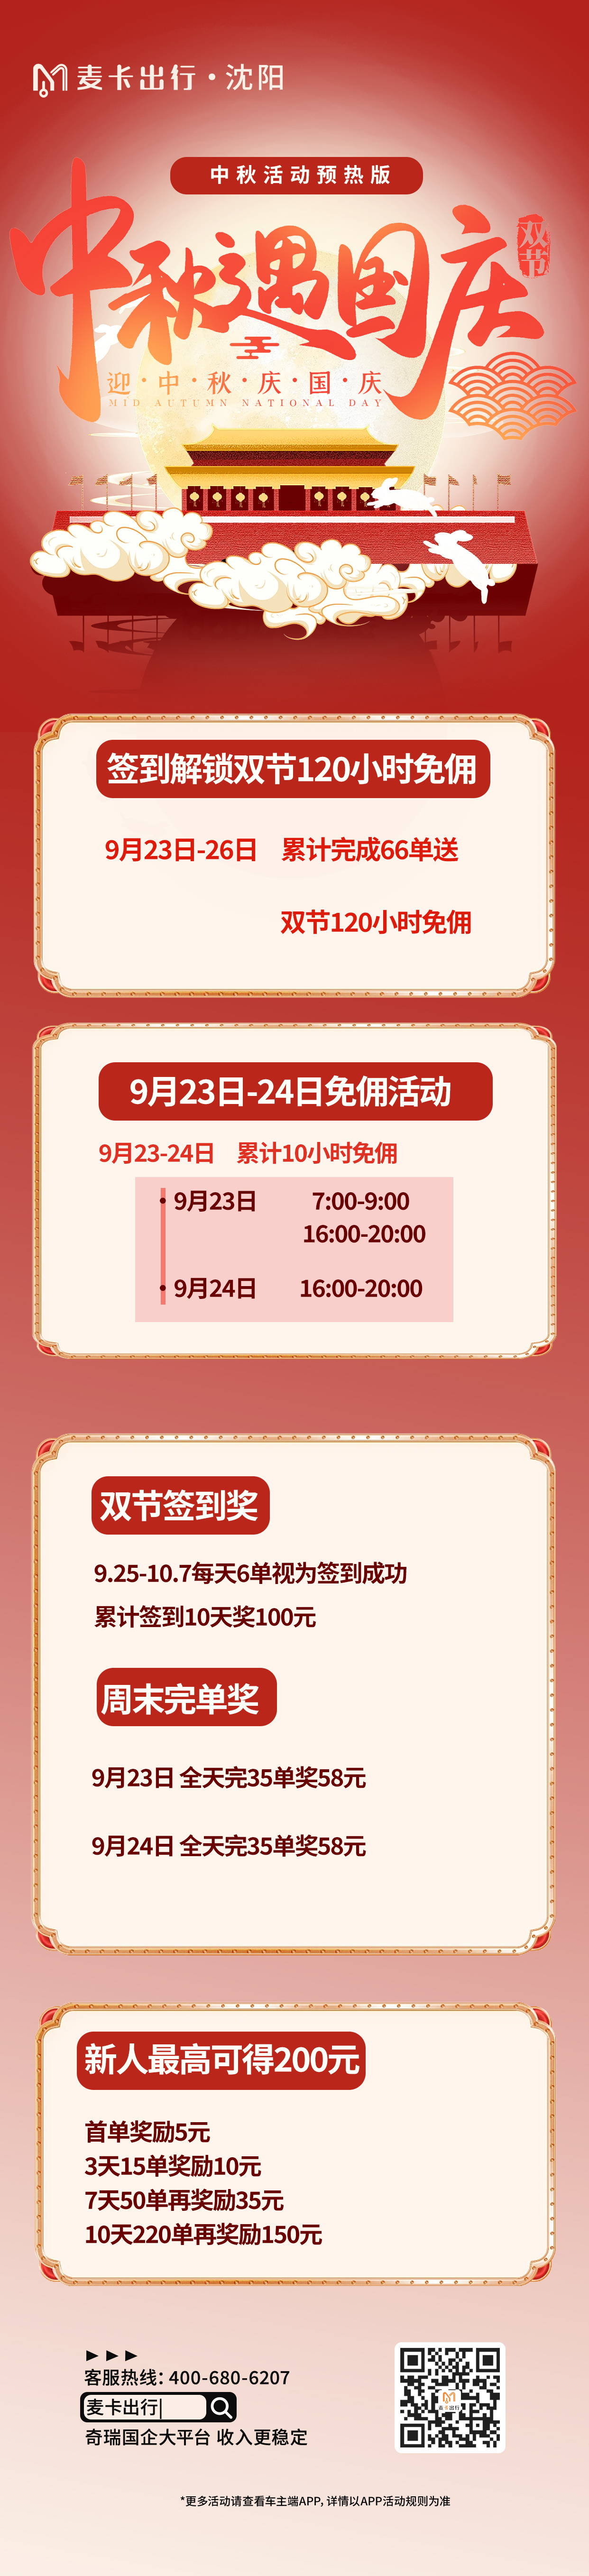 麦卡出行·沈阳
中秋活动预热版
中秋遇国庆
双节
迎·中·秋·庆·国·庆
MID AUTUMN NATIONAL DAY
签到解锁双节120小时免佣
9月23日-26日 累计完成66单送
双节120小时免佣
9月23日-24日免佣活动
9月23-24日 累计10小时免佣
9月23日 7:00-9:00
16:00-20:00
9月24日 16:00-20:00
双节签到奖
9.25-10.7每天6单视为签到成功
累计签到10天奖100元
周末完单奖
9月23日 全天完35单奖58元
9月24日 全天完35单奖58元
新人最高可得200元
首单奖励5元
3天15单奖励10元
7天50单再奖励35元
10天220单再奖励150元
客服热线：400-680-6207
麦卡出行
奇瑞国企大平台 收入更稳定
麦卡出行
*更多活动请查看车主端APP，详情以APP活动规则为准